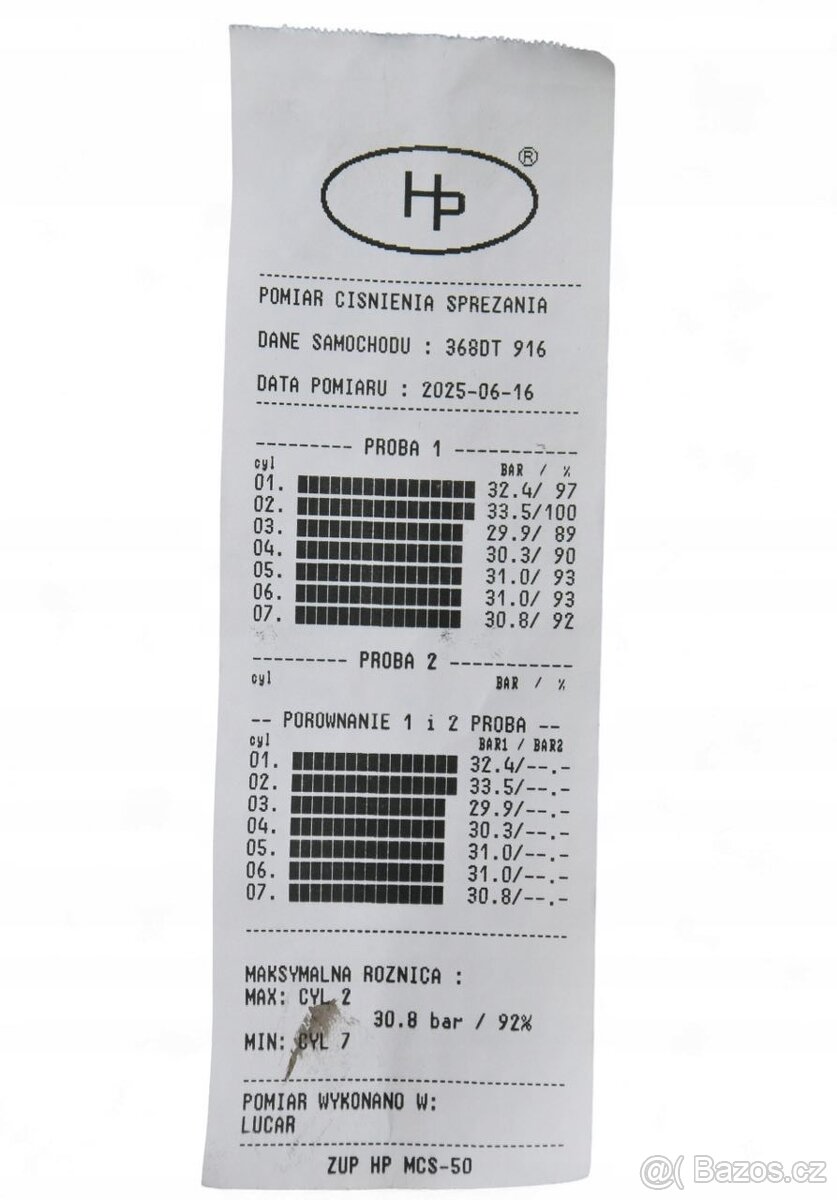 HP ®
POMIAR CISNIENIA SPREZANIA
DANE SAMOCHODU : 368DT 916
DATA POMIARU : 2025-06-16
--------- PROBA 1 -----------
cyl BAR / %
01. 32.4/ 97
02. 33.5/100
03. 29.9/ 89
04. 30.3/ 90
05. 31.0/ 93
06. 31.0/ 93
07. 30.8/ 92
--------- PROBA 2 -----------
cyl BAR / %
-- POROWNANIE 1 i 2 PROBA --
cyl BAR1 / BAR2
01. 32.4/--.-
02. 33.5/--.-
03. 29.9/--.-
04. 30.3/--.-
05. 31.0/--.-
06. 31.0/--.-
07. 30.8/--.-
MAKSYMALNA ROZNICA :
MAX: CYL 2
30.8 bar / 92%
MIN: CYL 7
POMIAR WYKONANO W:
LUCAR
ZUP HP MCS-50
@( Bazos.cz